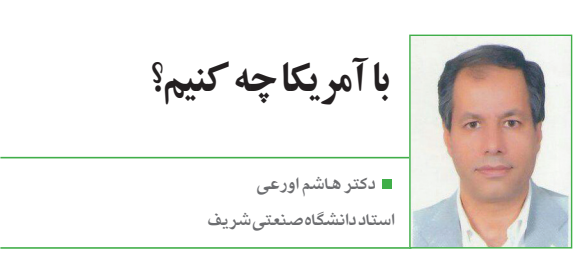 با آمریکا چه کنیم؟
دکتر هاشم اورعی
استاد دانشگاه صنعتی شریف